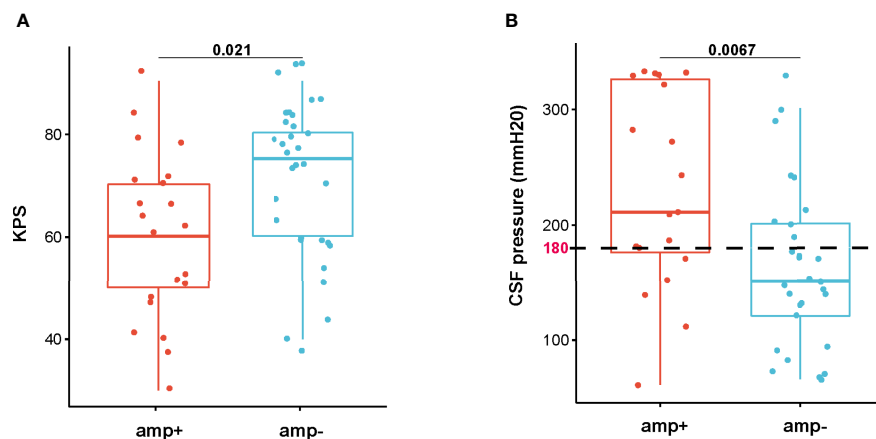 A
0.021
KPS
80
60
40
amp+
amp-
B
0.0067
CSF pressure (mmH20)
300
200
180
100
amp+
amp-